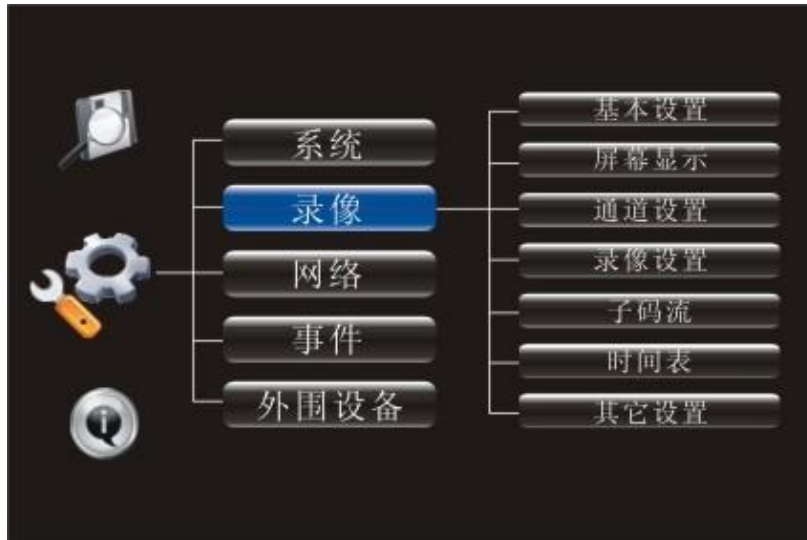 系统
录像
网络
事件
外围设备
基本设置
屏幕显示
通道设置
录像设置
子码流
时间表
其它设置